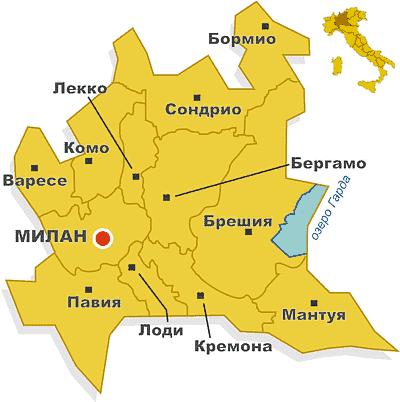 Бормио
Лекко
Сондрио
Комо
Бергамо
Варесе
озеро Гарда
Брешия
МИЛАН
Павия
Лоди
Мантуя
Кремона